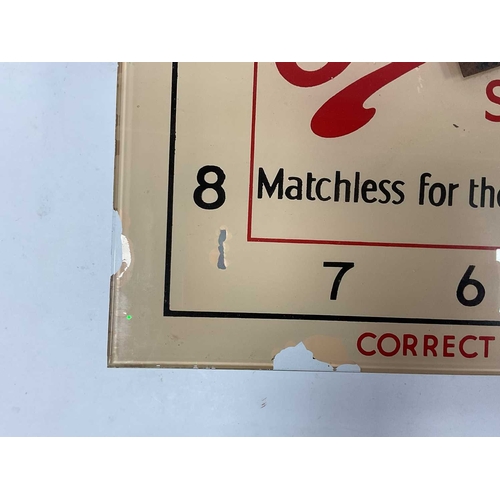 8 Matchless for the
7 6
CORRECT